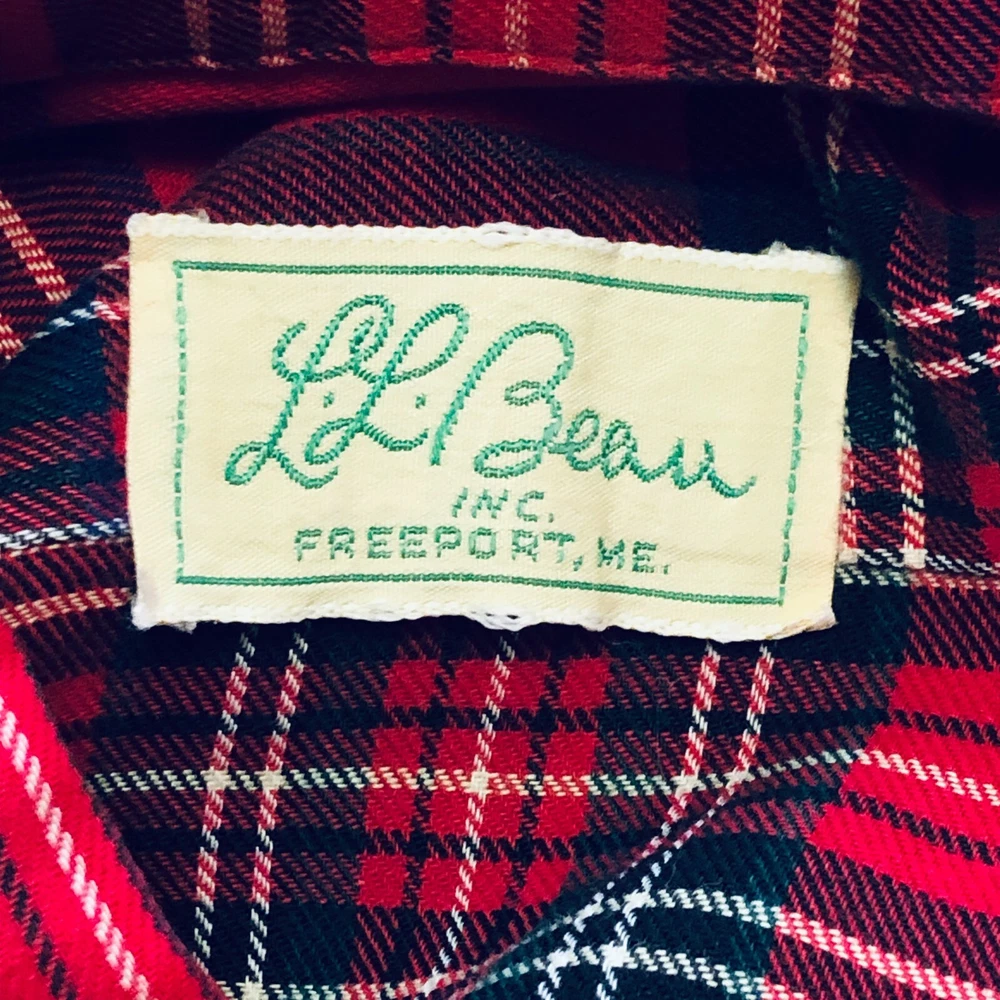 L.L. Bean
INC.
FREEPORT, ME.